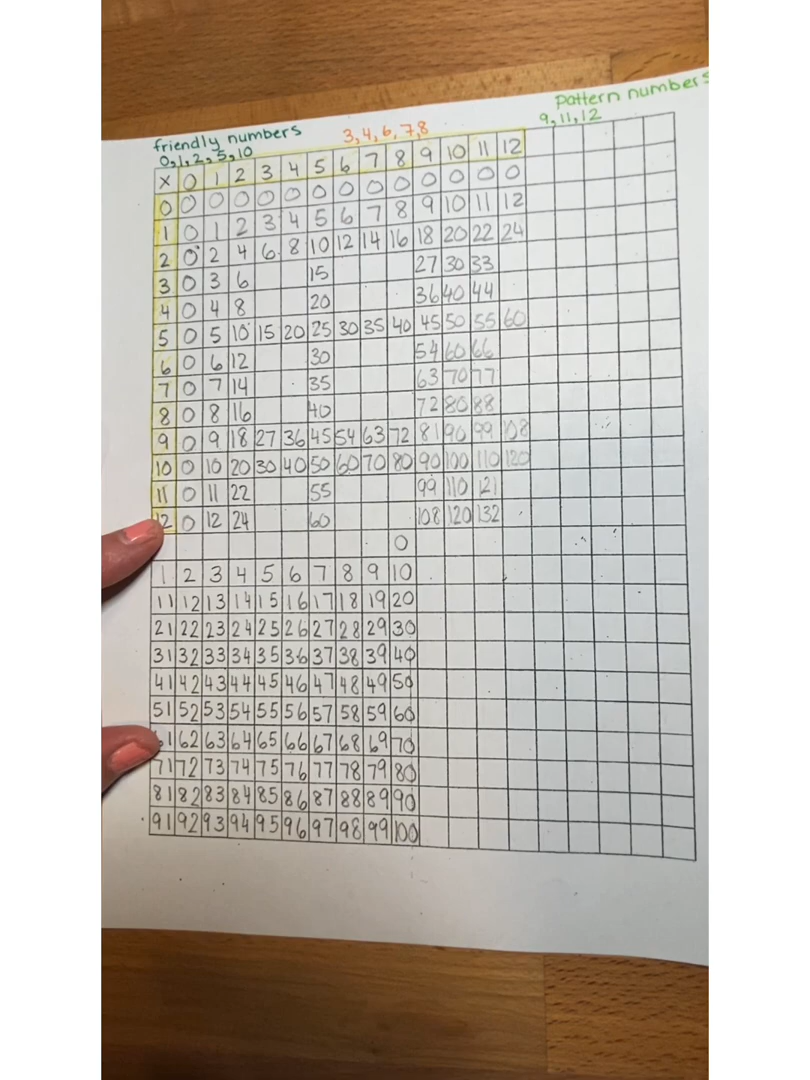 Pattern numbers
9, 11, 12
friendly numbers
0, 1, 2, 5, 10
3, 4, 6, 7, 8
X 0 1 2 3 4 5 6 7 8 9 10 11 12
0 0 0 0 0 0 0 0 0 0 0 0 0 0
1 0 1 2 3 4 5 6 7 8 9 10 11 12
2 0 2 4 6 8 10 12 14 16 18 20 22 24
3 0 3 6 15 27 30 33
4 0 4 8 20 36 40 44
5 0 5 10 15 20 25 30 35 40 45 50 55 60
6 0 6 12 30 54 60 66
7 0 7 14 35 63 70 77
8 0 8 16 40 72 80 88
9 0 9 18 27 36 45 54 63 72 81 90 99 108
10 0 10 20 30 40 50 60 70 80 90 100 110 120
11 0 11 22 55 99 110 121
12 0 12 24 60 108 120 132
0
1 2 3 4 5 6 7 8 9 10
11 12 13 14 15 16 17 18 19 20
21 22 23 24 25 26 27 28 29 30
31 32 33 34 35 36 37 38 39 40
41 42 43 44 45 46 47 48 49 50
51 52 53 54 55 56 57 58 59 60
61 62 63 64 65 66 67 68 69 70
71 72 73 74 75 76 77 78 79 80
81 82 83 84 85 86 87 88 89 90
91 92 93 94 95 96 97 98 99 100